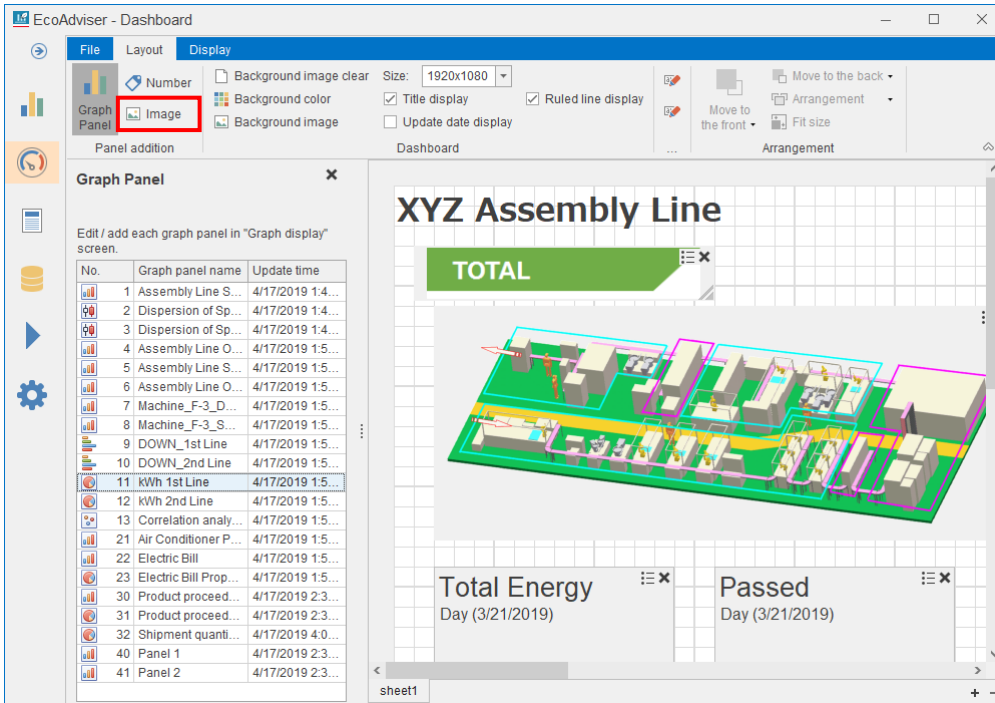 EcoAdviser - Dashboard
File Layout Display
Graph Panel
Number
Image
Panel addition
Background image clear
Background color
Background image
Size: 1920x1080
Title display
Ruled line display
Update date display
Dashboard
...
Move to the front
Move to the back
Arrangement
Fit size
Arrangement
Graph Panel
Edit / add each graph panel in "Graph display"
screen.
No. Graph panel name Update time
1 Assembly Line S... 4/17/2019 1:4...
2 Dispersion of Sp... 4/17/2019 1:4...
3 Dispersion of Sp... 4/17/2019 1:4...
4 Assembly Line O... 4/17/2019 1:5...
5 Assembly Line S... 4/17/2019 1:5...
6 Assembly Line O... 4/17/2019 1:5...
7 Machine_F-3_D... 4/17/2019 1:5...
8 Machine_F-3_S... 4/17/2019 1:5...
9 DOWN_1st Line 4/17/2019 1:5...
10 DOWN_2nd Line 4/17/2019 1:5...
11 kWh 1st Line 4/17/2019 1:5...
12 kWh 2nd Line 4/17/2019 1:5...
13 Correlation analy... 4/17/2019 1:5...
21 Air Conditioner P... 4/17/2019 1:5...
22 Electric Bill 4/17/2019 1:5...
23 Electric Bill Prop... 4/17/2019 1:5...
30 Product proceed... 4/17/2019 2:3...
31 Product proceed... 4/17/2019 2:3...
32 Shipment quanti... 4/17/2019 4:0...
40 Panel 1 4/17/2019 2:3...
41 Panel 2 4/17/2019 2:3...
XYZ Assembly Line
TOTAL
Total Energy
Day (3/21/2019)
Passed
Day (3/21/2019)
sheet1